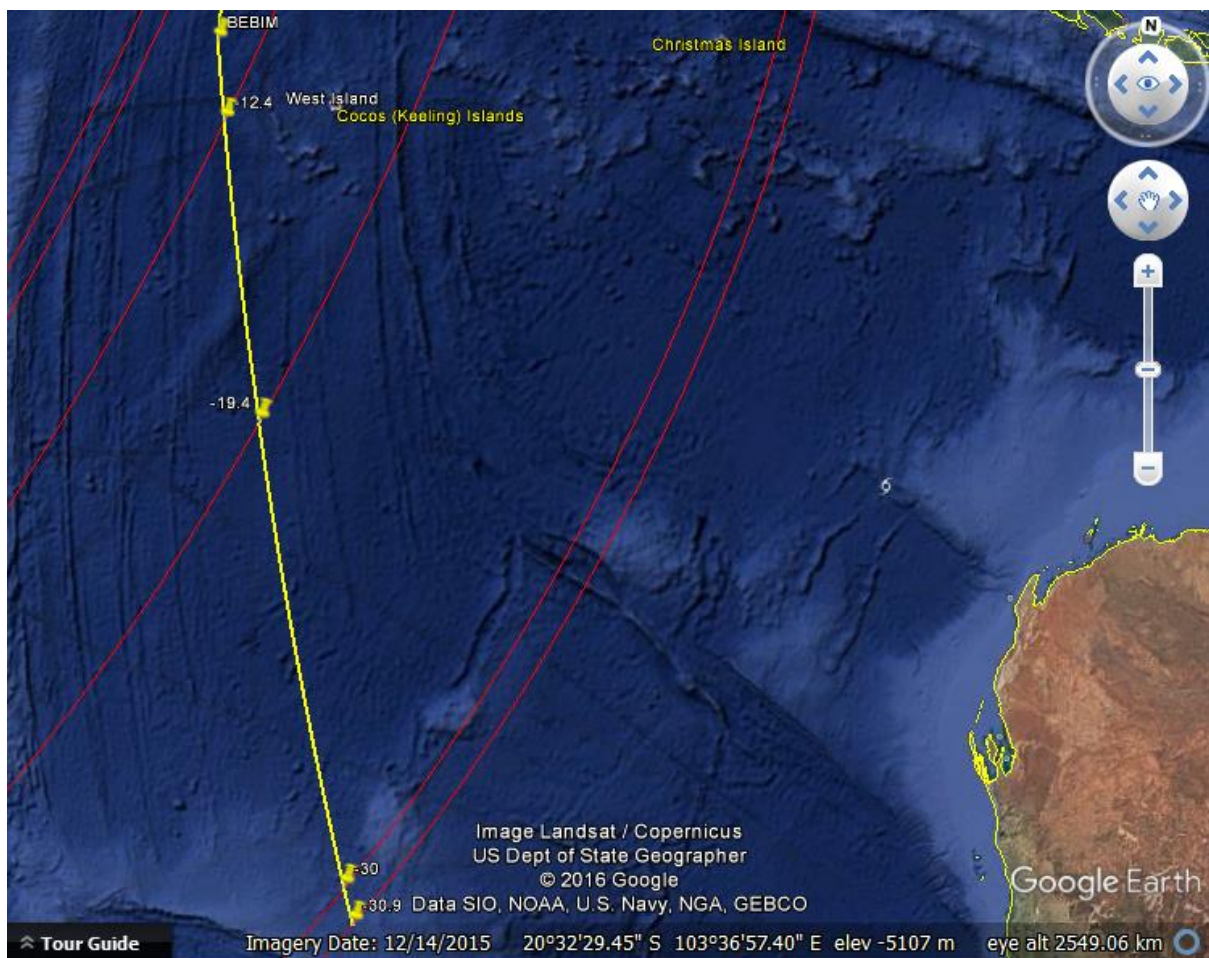 BEBIM
Christmas Island
N
-12.4
West Island
Cocos (Keeling) Islands
-19.4
Image Landsat / Copernicus
US Dept of State Geographer
-30
© 2016 Google
Google Earth
-30.9
Data SIO, NOAA, U.S. Navy, NGA, GEBCO
Tour Guide
Imagery Date: 12/14/2015 20°32'29.45" S 103°36'57.40" E elev -5107 m eye alt 2549.06 km